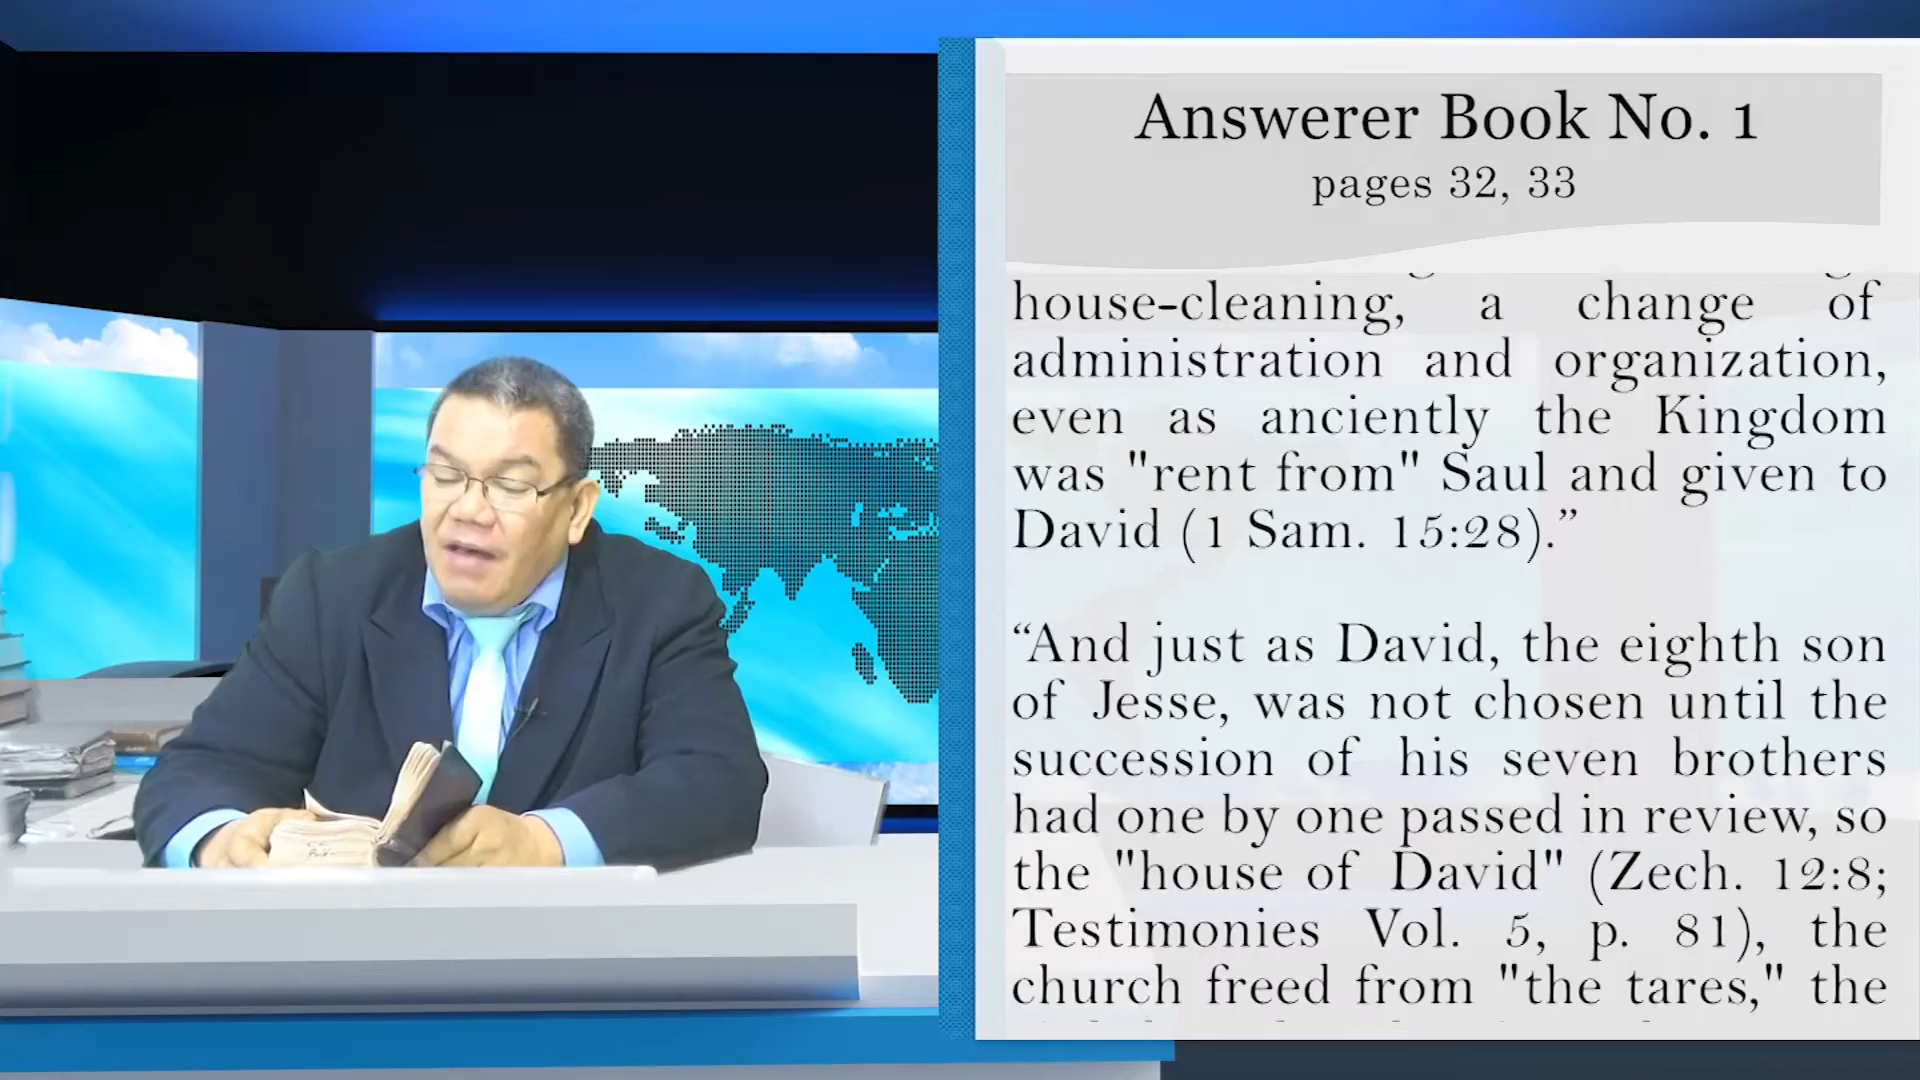 Answerer Book No. 1
pages 32, 33
house-cleaning, a change of
administration and organization,
even as anciently the Kingdom
was "rent from" Saul and given to
David (1 Sam. 15:28).”
“And just as David, the eighth son
of Jesse, was not chosen until the
succession of his seven brothers
had one by one passed in review, so
the "house of David" (Zech. 12:8;
Testimonies Vol. 5, p. 81), the
church freed from "the tares," the